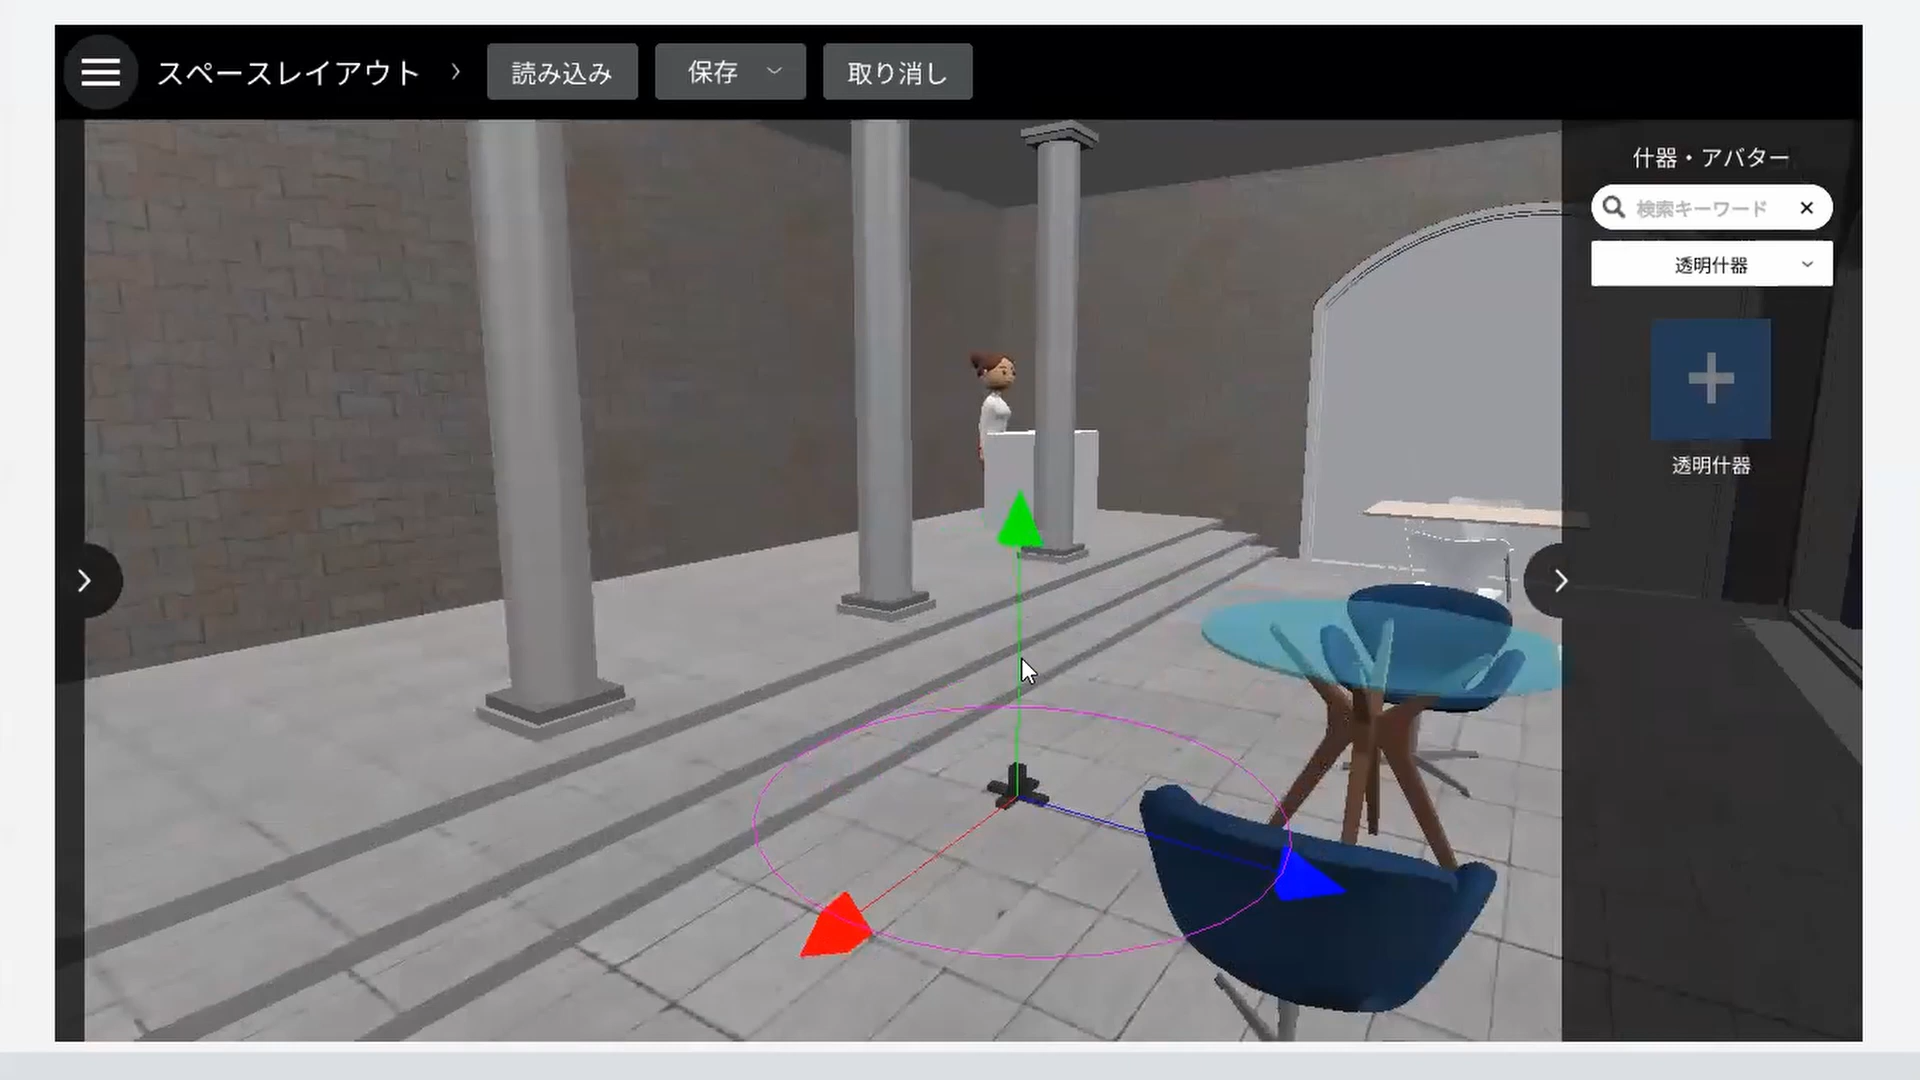 スペースレイアウト
読み込み
保存
取り消し
什器・アバター
検索キーワード
透明什器
透明什器